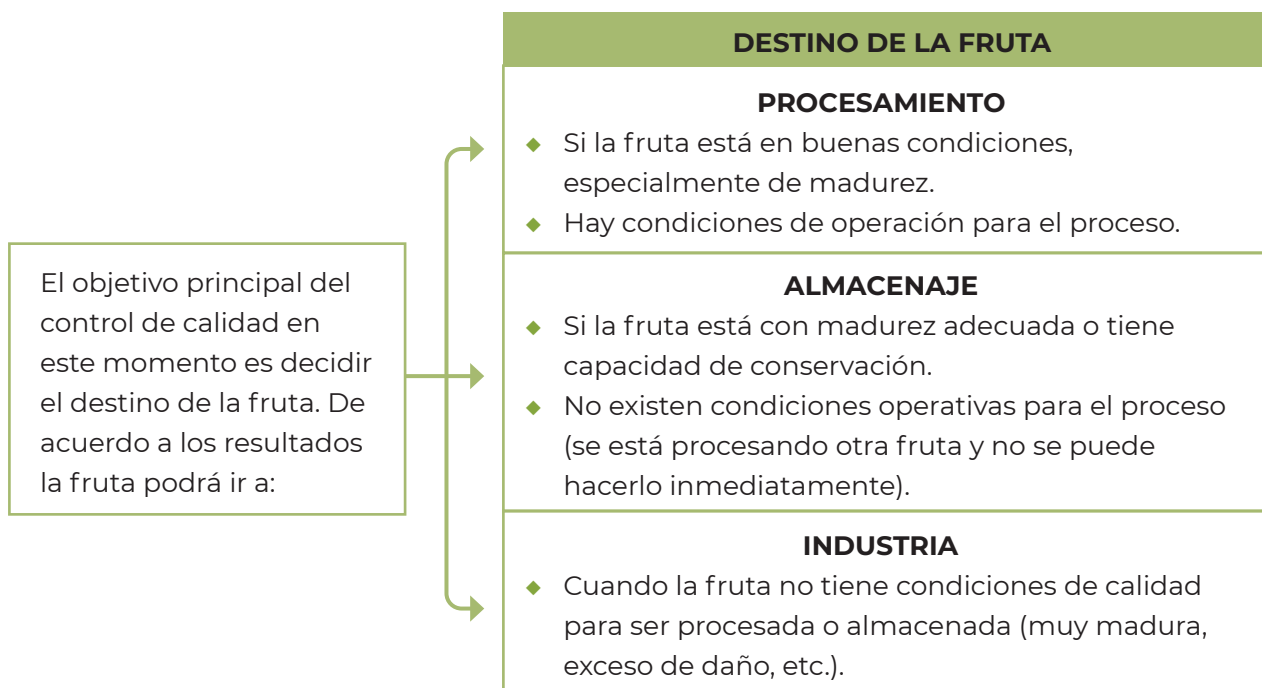 El objetivo principal del
control de calidad en
este momento es decidir
el destino de la fruta. De
acuerdo a los resultados
la fruta podrá ir a:
DESTINO DE LA FRUTA
PROCESAMIENTO
◆ Si la fruta está en buenas condiciones,
especialmente de madurez.
◆ Hay condiciones de operación para el proceso.
ALMACENAJE
◆ Si la fruta está con madurez adecuada o tiene
capacidad de conservación.
◆ No existen condiciones operativas para el proceso
(se está procesando otra fruta y no se puede
hacerlo inmediatamente).
INDUSTRIA
◆ Cuando la fruta no tiene condiciones de calidad
para ser procesada o almacenada (muy madura,
exceso de daño, etc.).